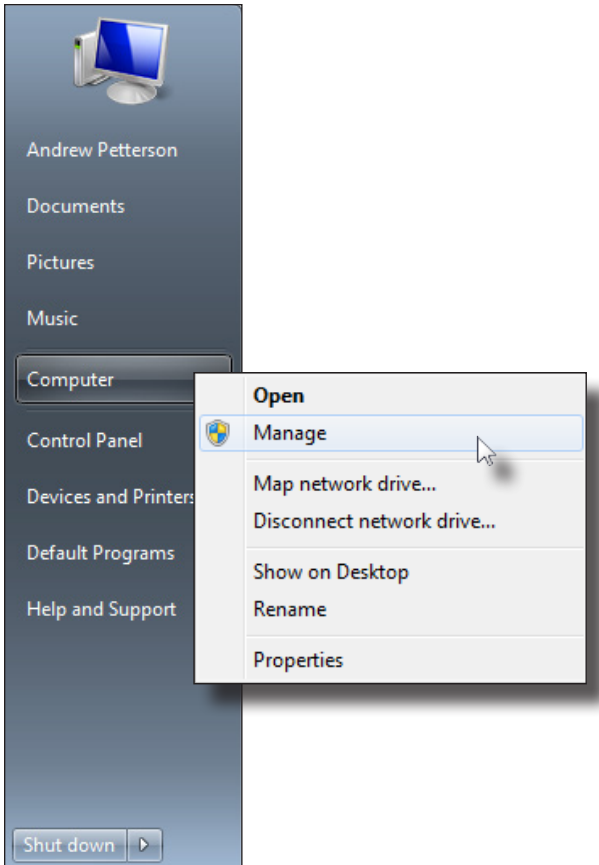 Andrew Petterson
Documents
Pictures
Music
Computer
Control Panel
Devices and Printers
Default Programs
Help and Support
Shut down
Open
Manage
Map network drive...
Disconnect network drive...
Show on Desktop
Rename
Properties